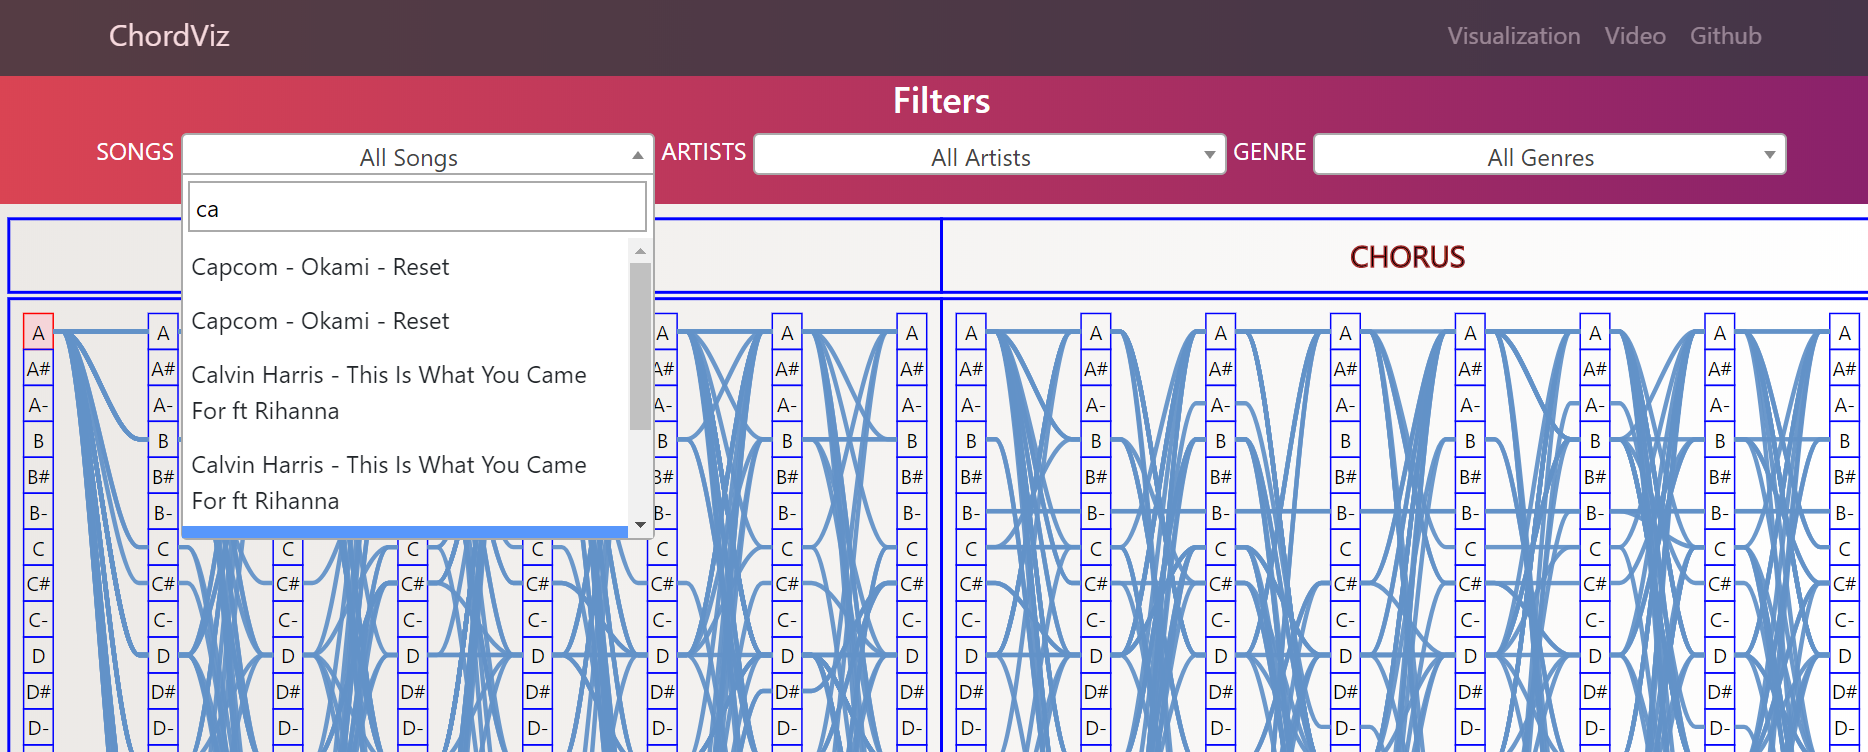 ChordViz Visualization Video Github
Filters
SONGS All Songs ARTISTS All Artists GENRE All Genres
ca
Capcom - Okami - Reset
Capcom - Okami - Reset
Calvin Harris - This Is What You Came
For ft Rihanna
Calvin Harris - This Is What You Came
For ft Rihanna
CHORUS
A A A A A A A A A A A A A
A# A# A# A# A# A# A# A# A# A# A# A# A#
A- A- A- A- A- A- A- A- A- A- A- A- A-
B B B B B B B B B B B B B
B# B# B# B# B# B# B# B# B# B# B# B# B#
B- B- B- B- B- B- B- B- B- B- B- B- B-
C C C C C C C C C C C C C C C C
C# C# C# C# C# C# C# C# C# C# C# C# C# C# C# C#
C- C- C- C- C- C- C- C- C- C- C- C- C- C- C- C-
D D D D D D D D D D D D D D D D
D# D# D# D# D# D# D# D# D# D# D# D# D# D# D# D#
D- D- D- D- D- D- D- D- D- D- D- D- D- D- D- D-